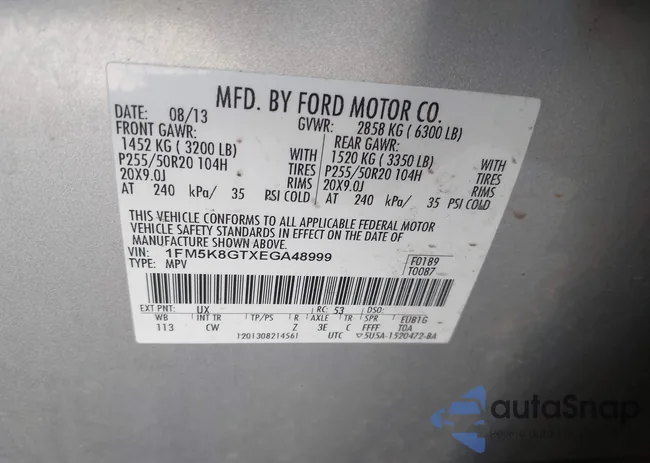 MFD. BY FORD MOTOR CO.
DATE: 08/13 GVWR: 2858 KG ( 6300 LB)
FRONT GAWR: REAR GAWR:
1452 KG ( 3200 LB) WITH 1520 KG ( 3350 LB) WITH
P255/50R20 104H TIRES P255/50R20 104H TIRES
20X9.0J RIMS 20X9.0J RIMS
AT 240 kPa/ 35 PSI COLD AT 240 kPa/ 35 PSI COLD
THIS VEHICLE CONFORMS TO ALL APPLICABLE FEDERAL MOTOR
VEHICLE SAFETY STANDARDS IN EFFECT ON THE DATE OF
MANUFACTURE SHOWN ABOVE.
VIN: 1FM5K8GTXEGA48999 F0189
TYPE: MPV T0087
EXT PNT: UX RC: 53 DSO:
WB INT TR TP/PS R AXLE TR SPR EUB1G
113 CW Z 3E C FFFF T0A
1201308214561 UTC 5USA-1520472-BA
autoSnap